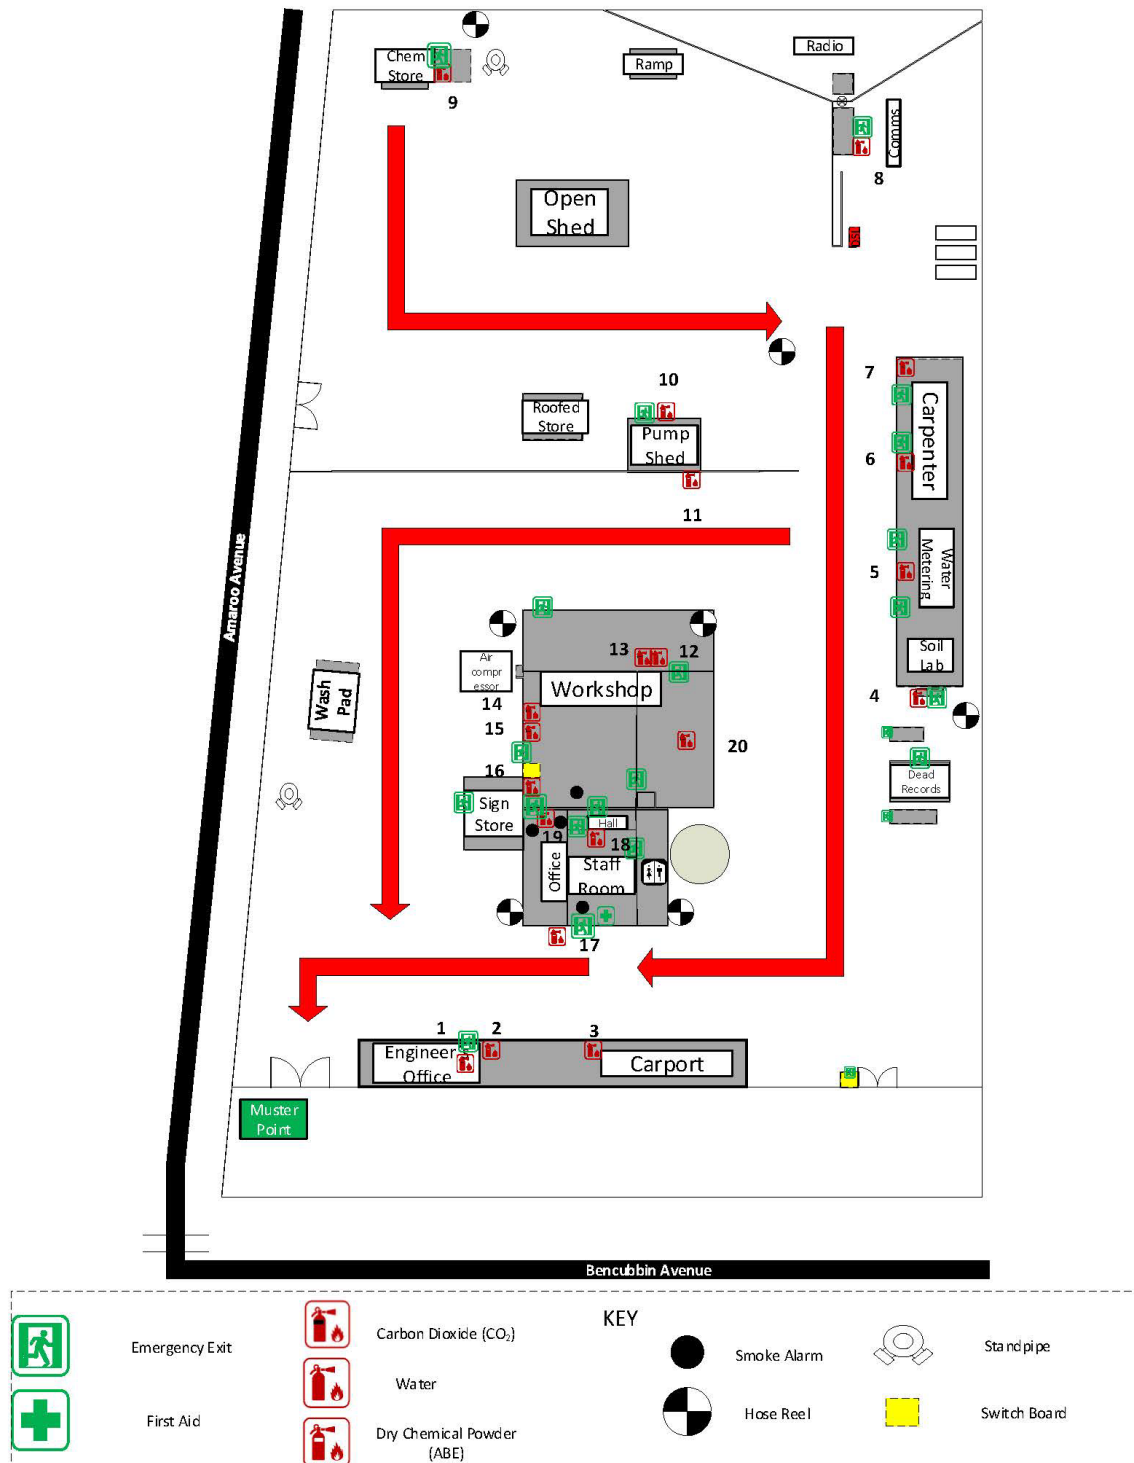 Chem
Store
9
Ramp
Radio
Comms
8
Open
Shed
DSL
7
Carpenter
10
Roofed
Store
Pump
Shed
6
11
Water
Metering
5
Amaroo Avenue
Soil
Lab
13
12
Air
compr
essor
Workshop
Wash
Pad
4
14
15
20
16
Dead
Records
Sign
Store
Hall
19
18
Office
Staff
Room
17
1
2
3
Engineer
Office
Carport
Muster
Point
Bencubbin Avenue
KEY
Emergency Exit
First Aid
Carbon Dioxide (CO₂)
Water
Dry Chemical Powder
(ABE)
Smoke Alarm
Hose Reel
Standpipe
Switch Board